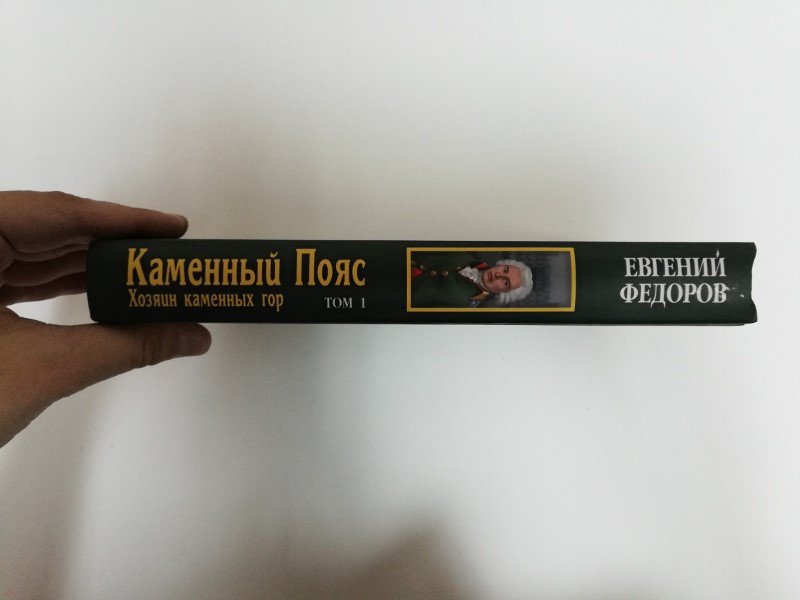 Каменный Пояс
Хозяин каменных гор
ТОМ 1
ЕВГЕНИЙ
ФЕДОРОВ